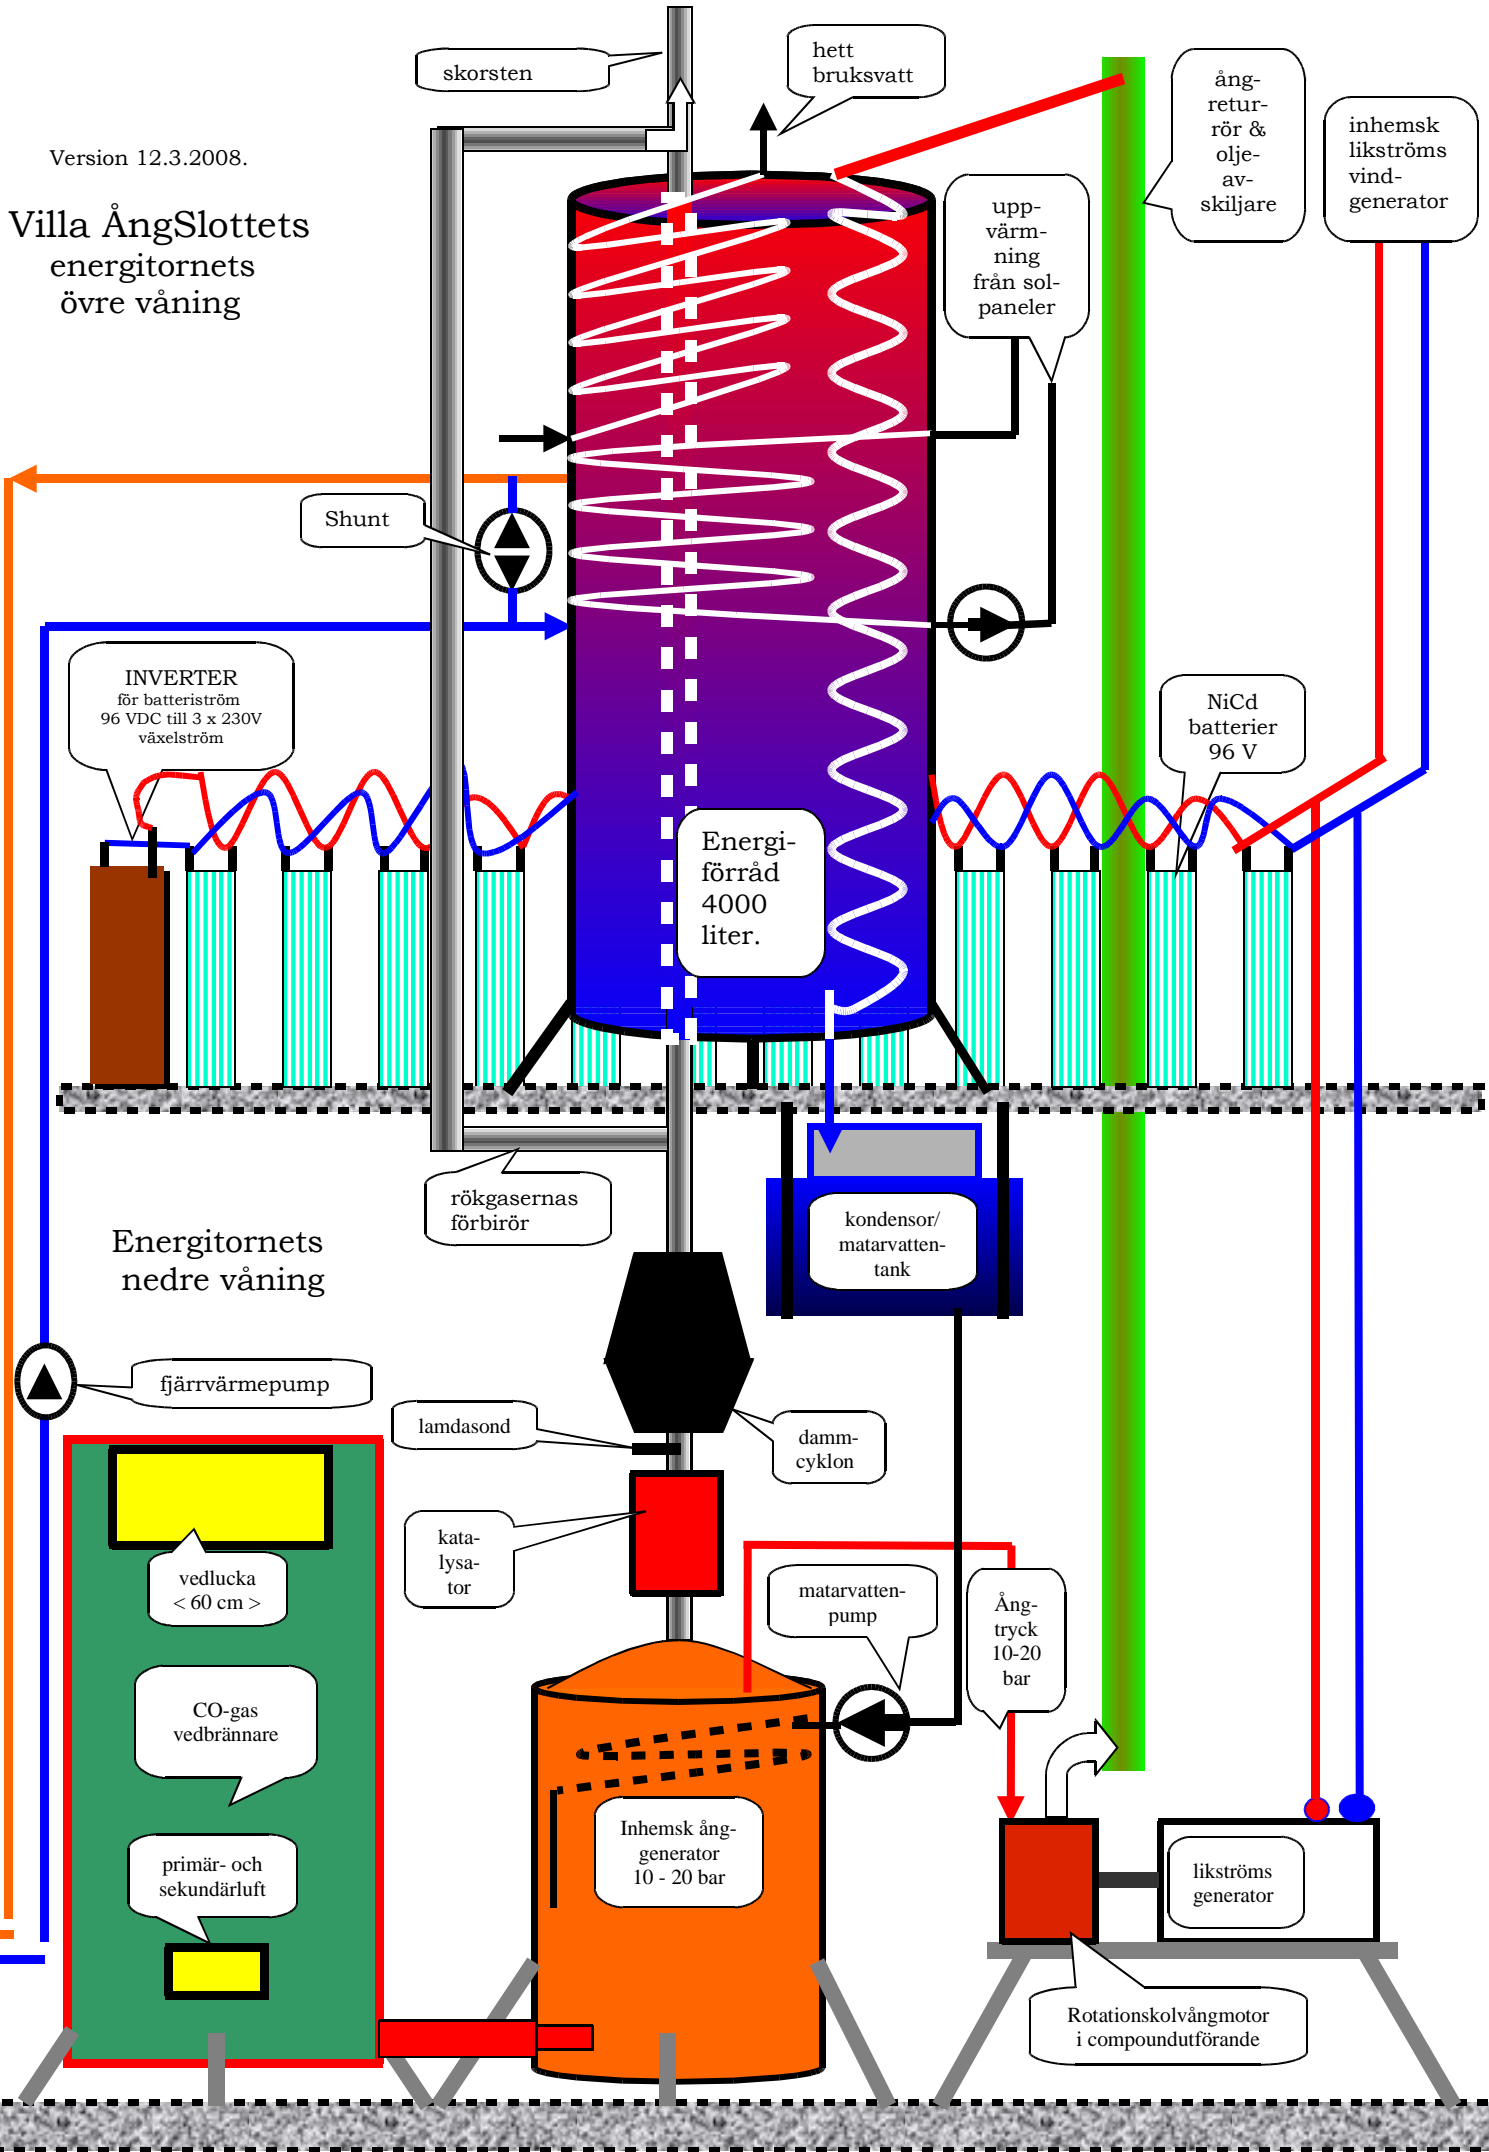 skorsten
hett
bruksvatt
ång-
retur-
rör &
olje-
av-
skiljare
inhemsk
likströms
vind-
generator
Version 12.3.2008.
Villa ÅngSlottets
energitornets
övre våning
upp-
värm-
ning
från sol-
paneler
Shunt
INVERTER
för batteriström
96 VDC till 3 x 230V
växelström
NiCd
batterier
96 V
Energi-
förråd
4000
liter.
rökgasernas
förbirör
kondensor/
matarvatten-
tank
Energitornets
nedre våning
fjärrvärmepump
lamdasond
damm-
cyklon
kata-
lysa-
tor
vedlucka
< 60 cm >
matarvatten-
pump
Ång-
tryck
10-20
bar
CO-gas
vedbrännare
Inhemsk ång-
generator
10 - 20 bar
primär- och
sekundärluft
likströms
generator
Rotationskolvångmotor
i compoundutförande